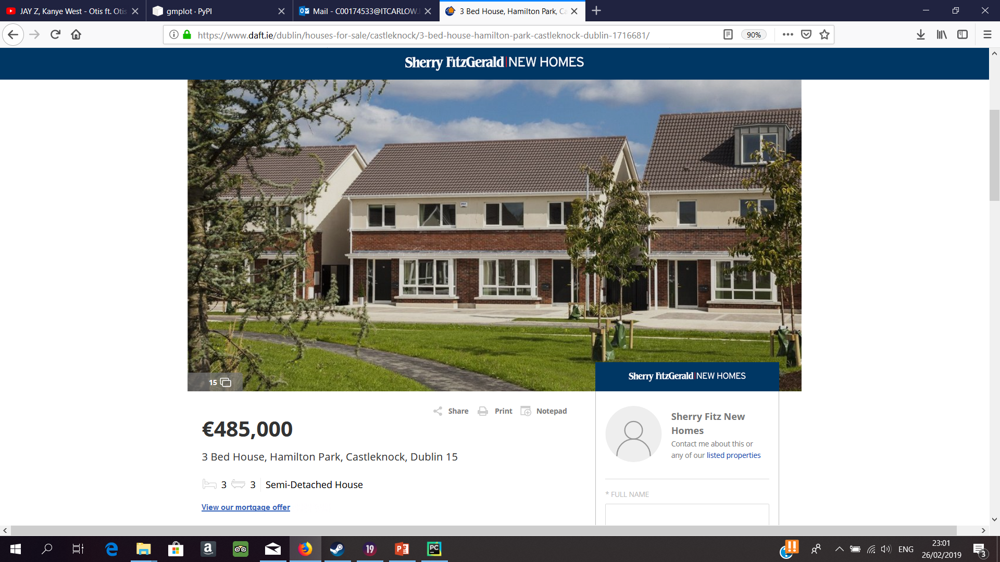 JAY Z, Kanye West - Otis ft. Otis
gmplot · PyPI
Mail - C00174533@ITCARLOW.
3 Bed House, Hamilton Park, Ca
https://www.daft.ie/dublin/houses-for-sale/castleknock/3-bed-house-hamilton-park-castleknock-dublin-1716681/
90%
Sherry FitzGerald NEW HOMES
15
Sherry FitzGerald NEW HOMES
Share
Print
Notepad
€485,000
3 Bed House, Hamilton Park, Castleknock, Dublin 15
3
3
Semi-Detached House
View our mortgage offer
Sherry Fitz New
Homes
Contact me about this or
any of our listed properties
* FULL NAME
19
PC
ENG
23:01
26/02/2019
3